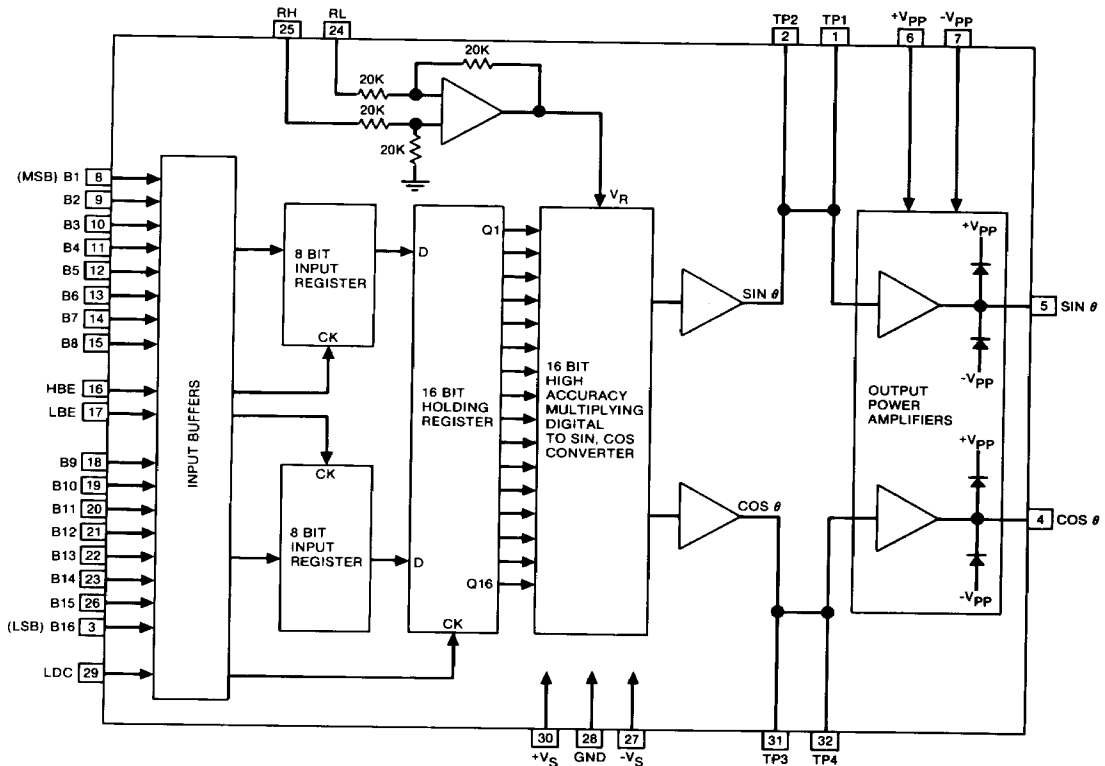 RH RL TP2 TP1 +VPP -VPP
25 24 2 1 6 7
20K
20K
20K
20K
VR
(MSB) B1 8
B2 9
B3 10
B4 11
B5 12
B6 13
B7 14
B8 15
HBE 16
LBE 17
B9 18
B10 19
B11 20
B12 21
B13 22
B14 23
B15 26
(LSB) B16 3
LDC 29
INPUT BUFFERS
8 BIT
INPUT
REGISTER
CK
CK
8 BIT
INPUT
REGISTER
D
16 BIT
HOLDING
REGISTER
D
CK
Q1
Q16
16 BIT
HIGH
ACCURACY
MULTIPLYING
DIGITAL
TO SIN, COS
CONVERTER
SIN θ
COS θ
+VPP
-VPP
OUTPUT
POWER
AMPLIFIERS
+VPP
-VPP
5 SIN θ
4 COS θ
30 28 27 31 32
+VS GND -VS TP3 TP4